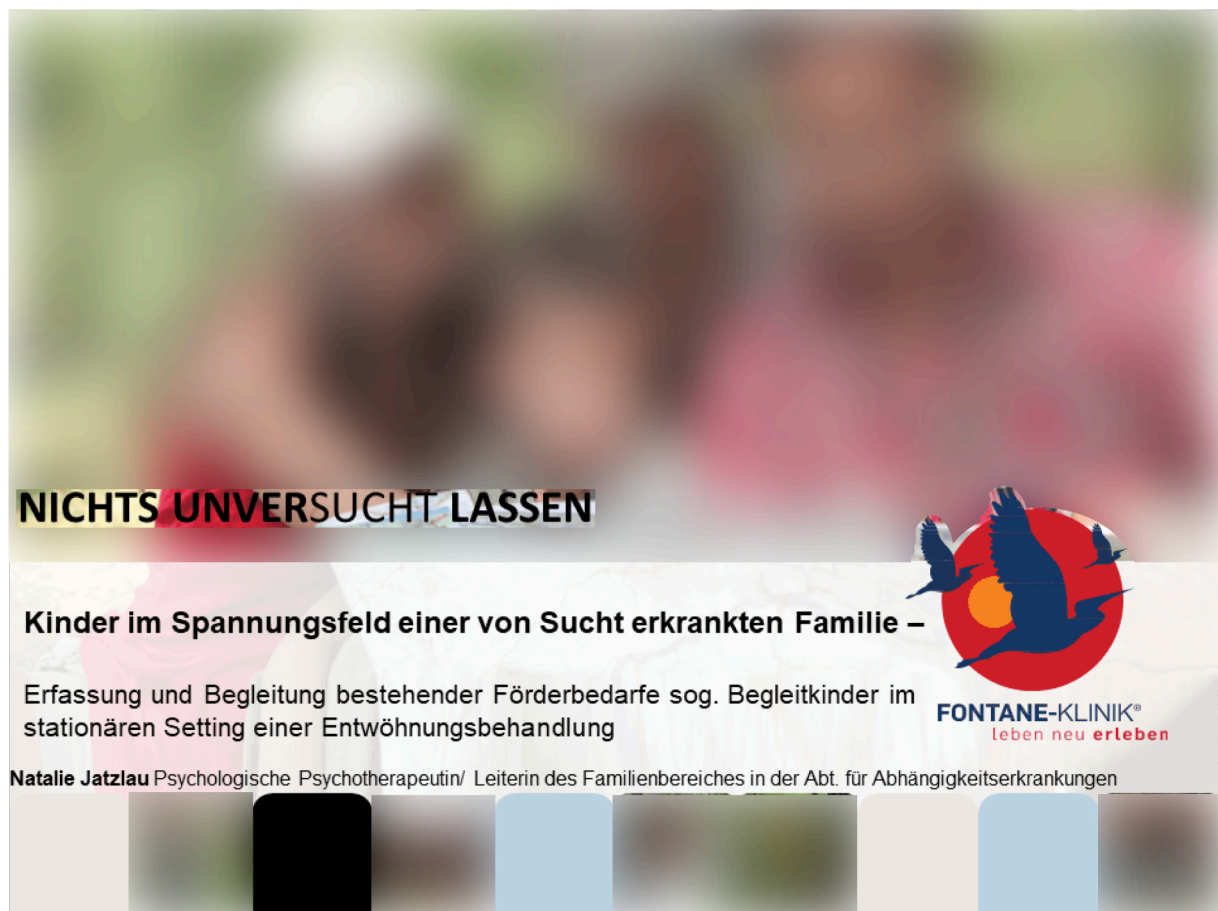 NICHTS UNVERSUCHT LASSEN
Kinder im Spannungsfeld einer von Sucht erkrankten Familie –
Erfassung und Begleitung bestehender Förderbedarfe sog. Begleitkinder im
stationären Setting einer Entwöhnungsbehandlung
FONTANE-KLINIK®
leben neu erleben
Natalie Jatzlau Psychologische Psychotherapeutin/ Leiterin des Familienbereiches in der Abt. für Abhängigkeitserkrankungen